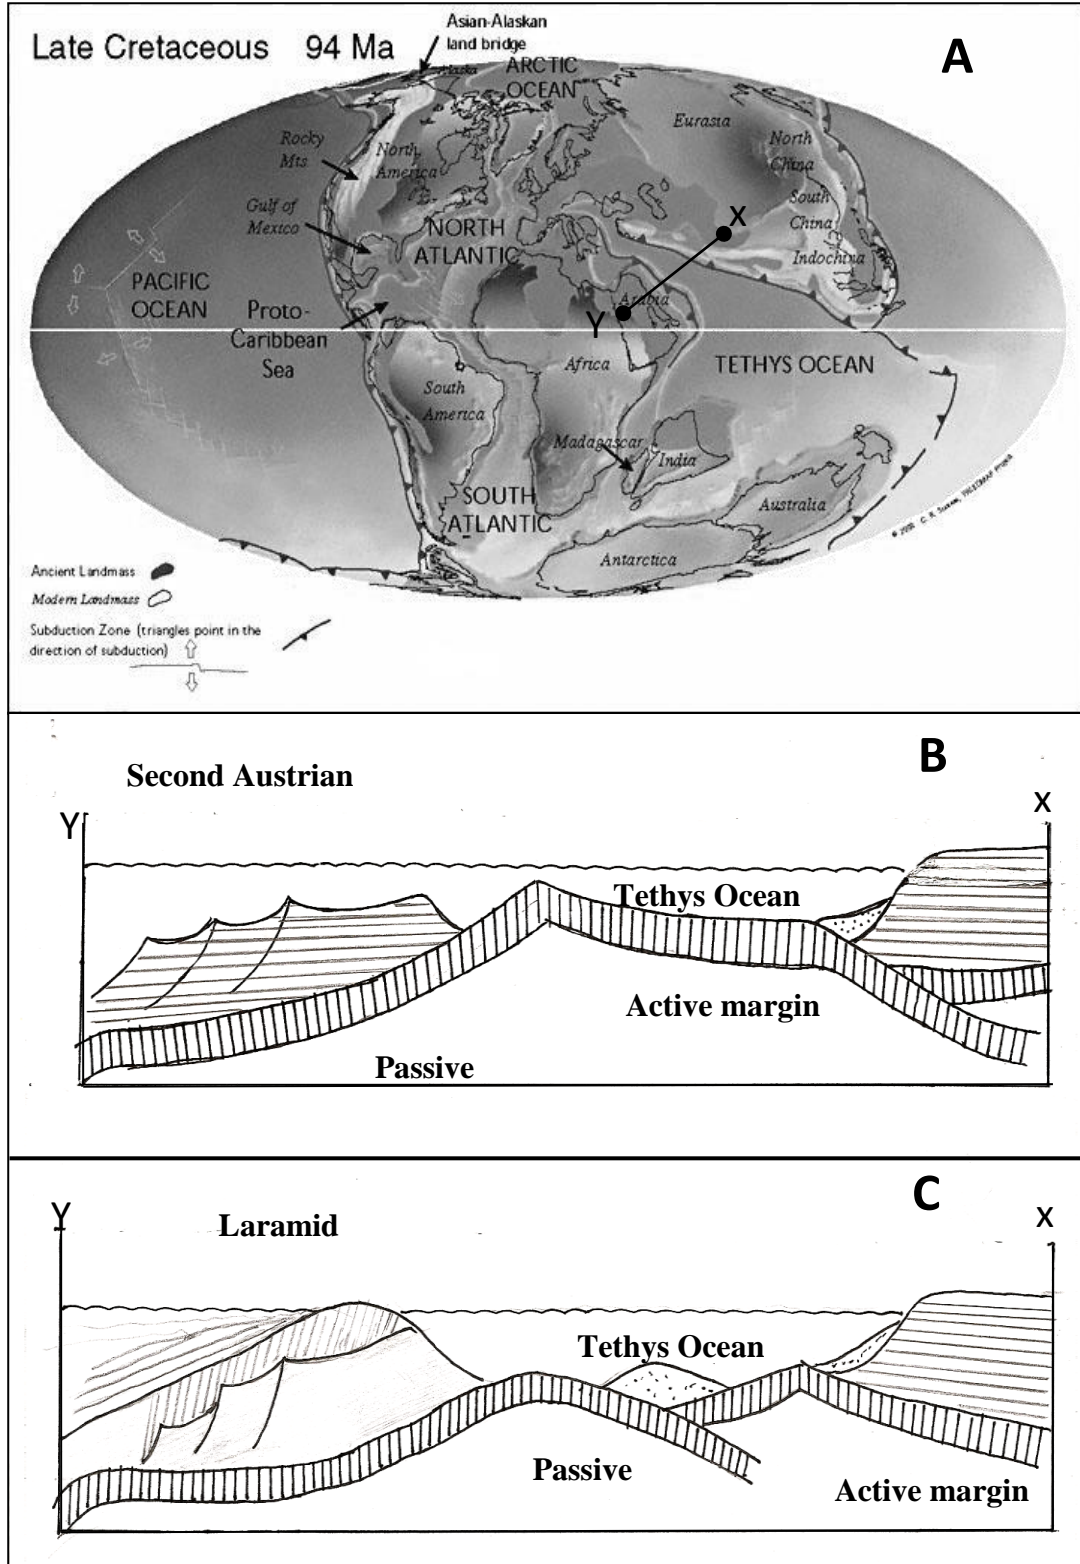 Late Cretaceous 94 Ma
Asian-Alaskan
land bridge
A
ARCTIC
OCEAN
Alaska
Rocky
Mts
North
America
Eurasia
North
China
South
China
Indochina
Gulf of
Mexico
NORTH
ATLANTIC
X
PACIFIC
OCEAN
Proto-
Caribbean
Sea
Arabia
Y
Africa
TETHYS OCEAN
South
America
Madagascar
India
SOUTH
ATLANTIC
Australia
Antarctica
Ancient Landmass
Modern Landmass
Subduction Zone (triangles point in the
direction of subduction)
B
Second Austrian
Y
X
Tethys Ocean
Active margin
Passive
C
Y
X
Laramid
Tethys Ocean
Passive
Active margin